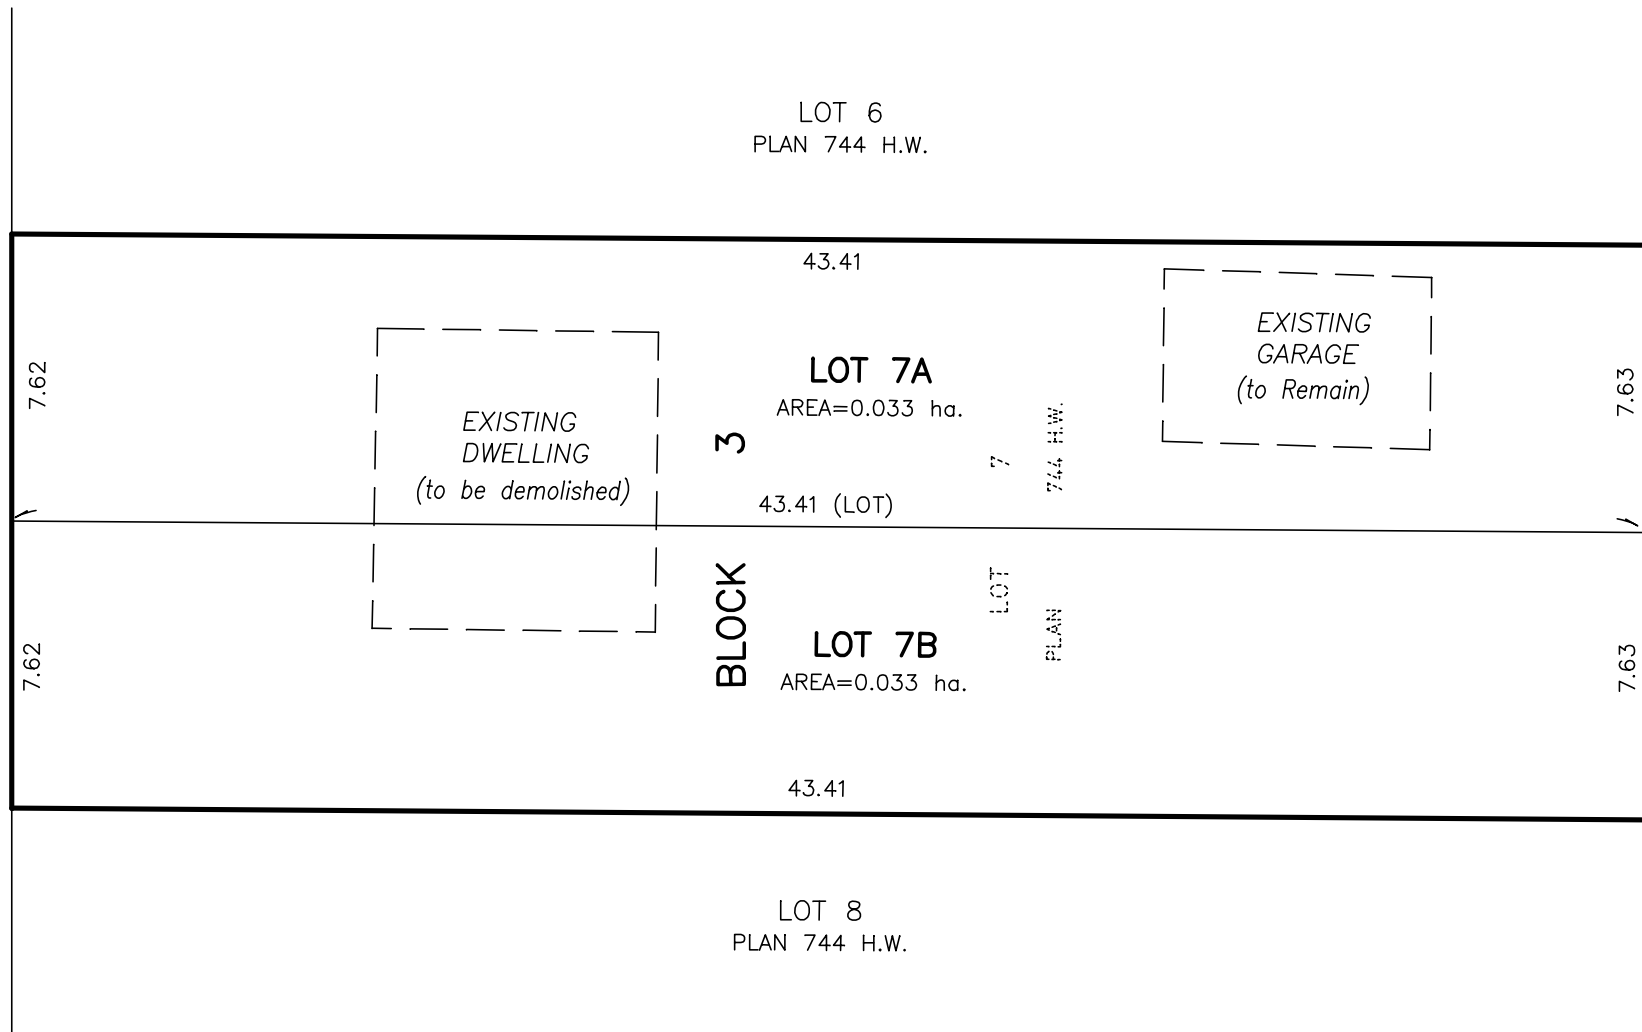 LOT 6
PLAN 744 H.W.
43.41
7.62
EXISTING
DWELLING
(to be demolished)
LOT 7A
AREA=0.033 ha.
EXISTING
GARAGE
(to Remain)
7.63
43.41 (LOT)
BLOCK 3
LOT 7
PLAN 744 H.W.
7.62
LOT 7B
AREA=0.033 ha.
7.63
43.41
LOT 8
PLAN 744 H.W.